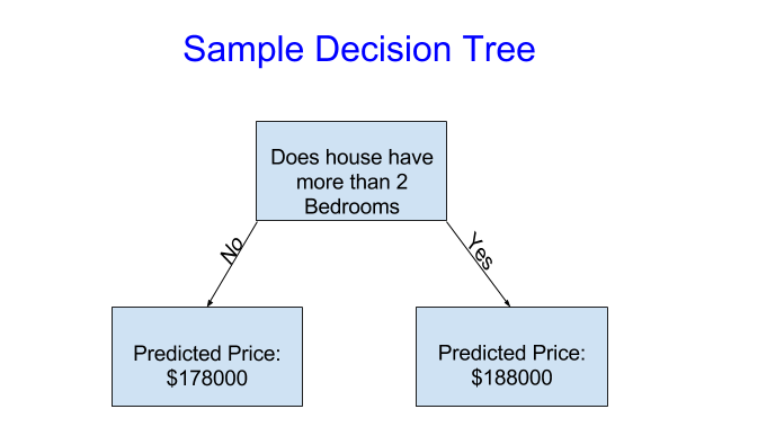 Sample Decision Tree
Does house have
more than 2
Bedrooms
No
Yes
Predicted Price:
$178000
Predicted Price:
$188000